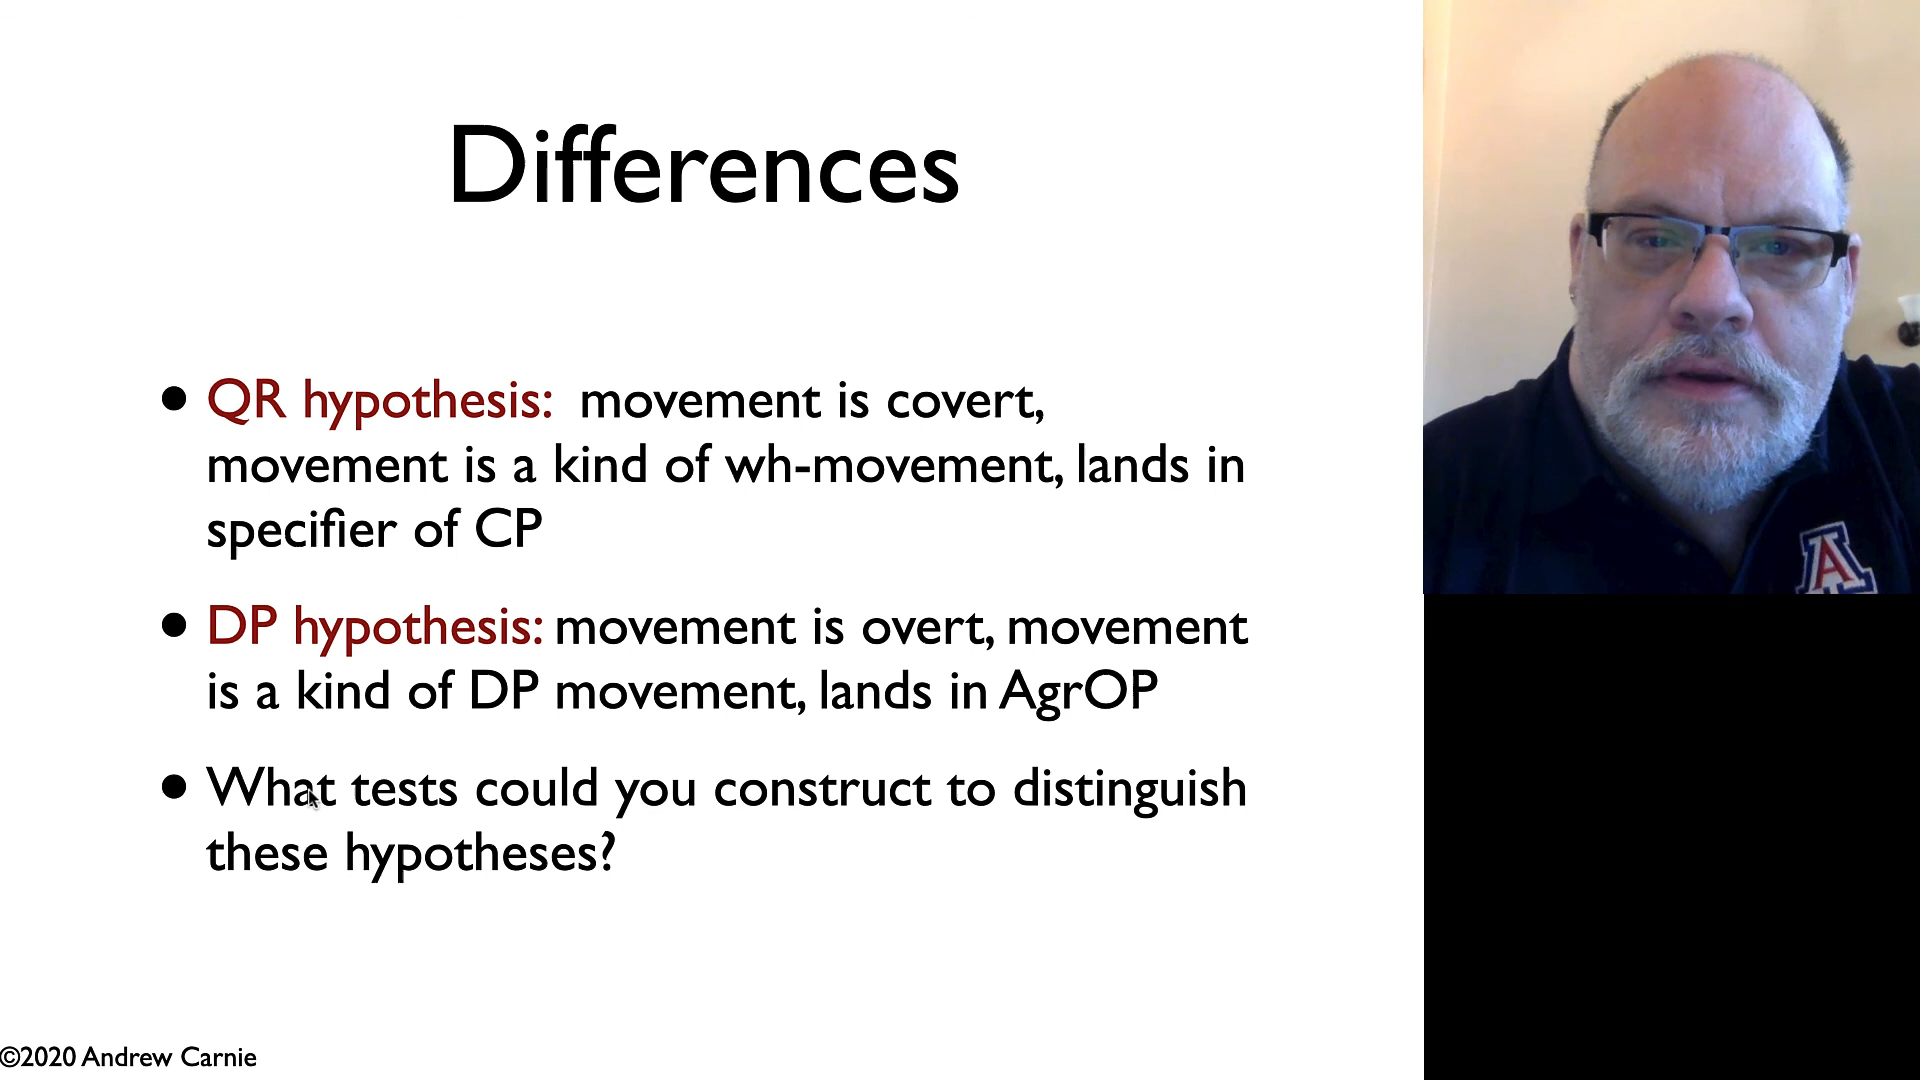 Differences
• QR hypothesis: movement is covert,
movement is a kind of wh-movement, lands in
specifier of CP
• DP hypothesis: movement is overt, movement
is a kind of DP movement, lands in AgrOP
• What tests could you construct to distinguish
these hypotheses?
A
©2020 Andrew Carnie